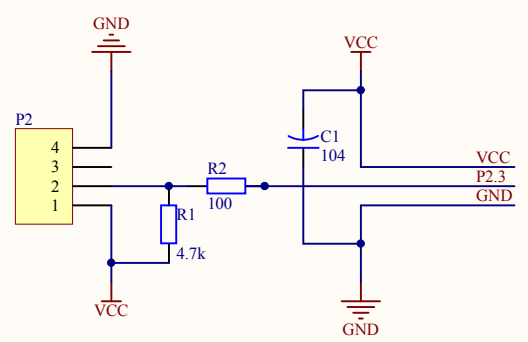 GND
VCC
P2
4
3
2
1
R2
100
R1
4.7k
C1
104
VCC
P2.3
GND
VCC
GND